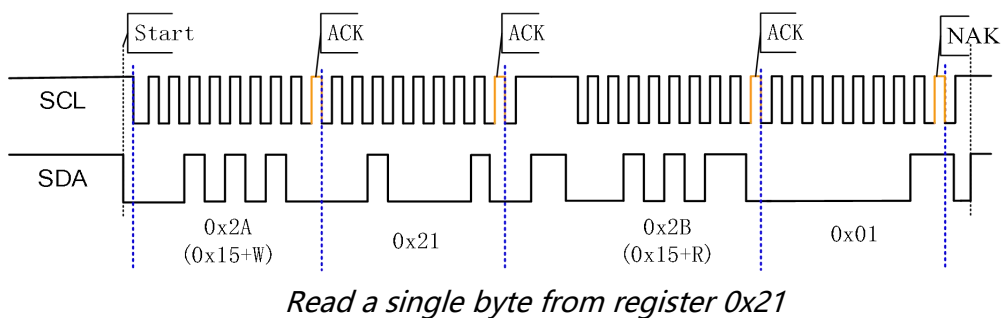 Start ACK ACK ACK NAK
SCL
SDA
0x2A 0x21 0x2B 0x01
(0x15+W) (0x15+R)
Read a single byte from register 0x21